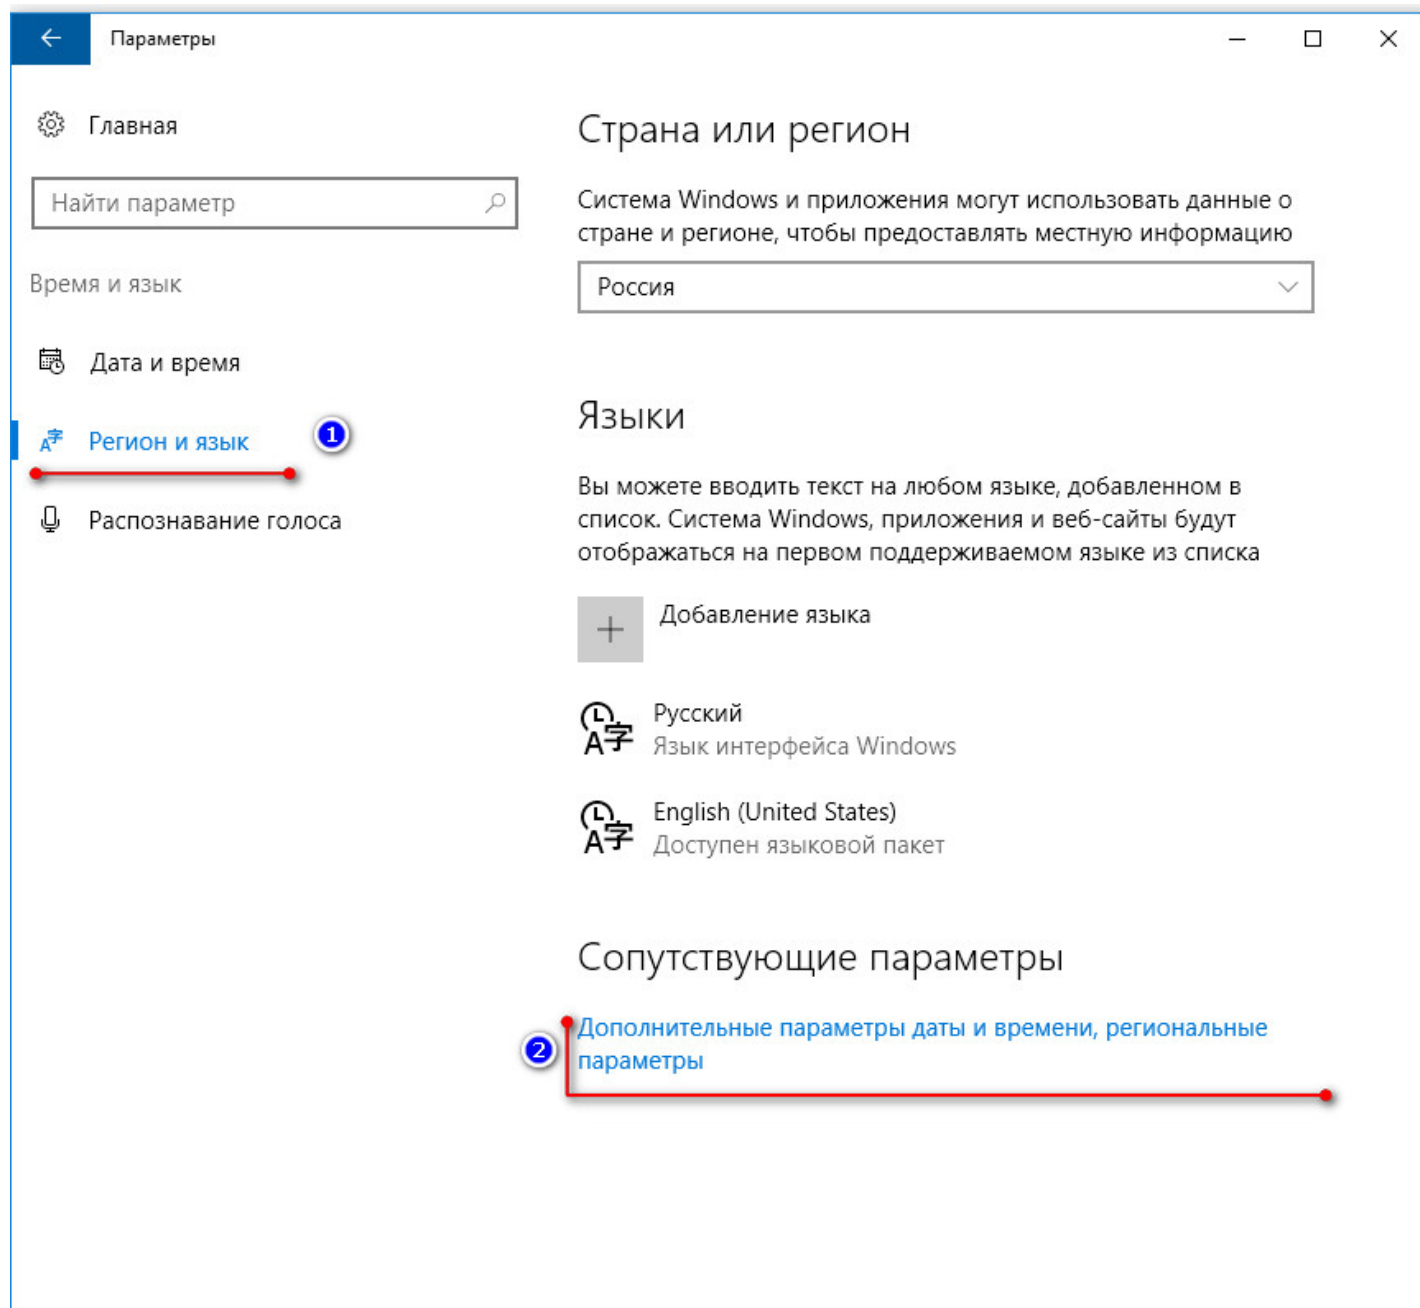 Параметры
Главная
Найти параметр
Время и язык
Дата и время
Регион и язык
1
Распознавание голоса
Страна или регион
Система Windows и приложения могут использовать данные о
стране и регионе, чтобы предоставлять местную информацию
Россия
Языки
Вы можете вводить текст на любом языке, добавленном в
список. Система Windows, приложения и веб-сайты будут
отображаться на первом поддерживаемом языке из списка
Добавление языка
Русский
Язык интерфейса Windows
English (United States)
Доступен языковой пакет
Сопутствующие параметры
2
Дополнительные параметры даты и времени, региональные
параметры